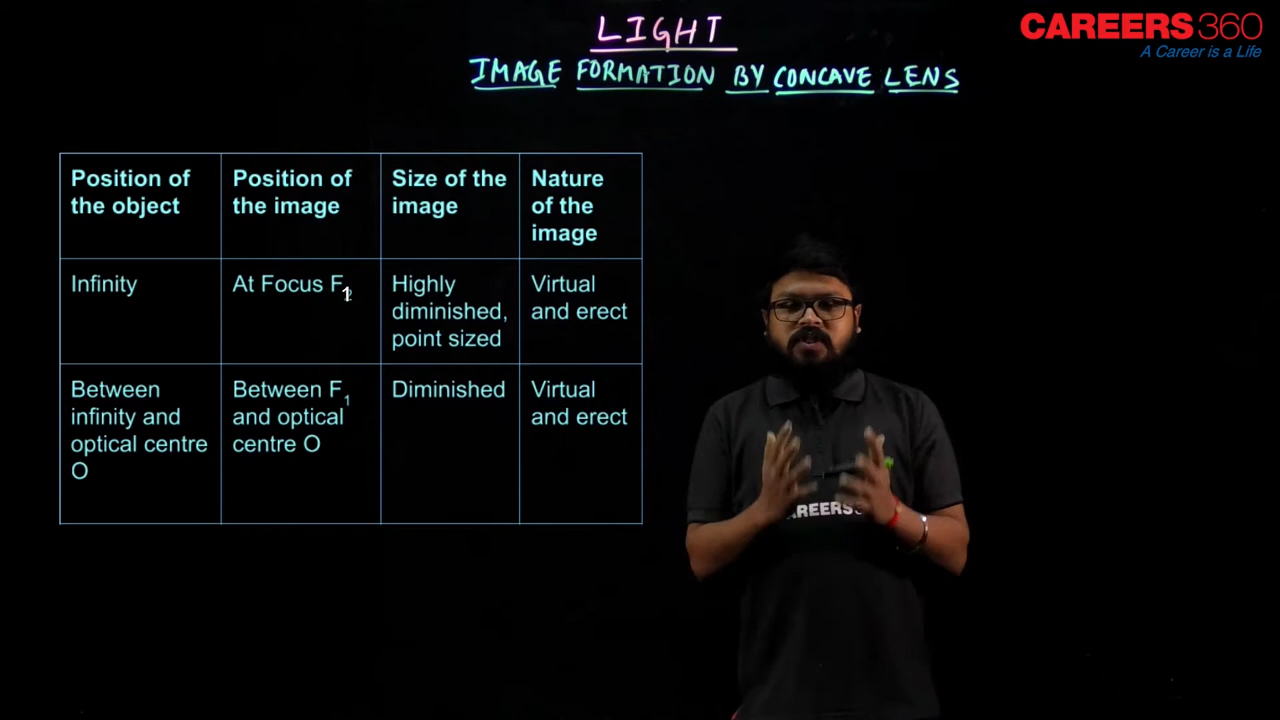 LIGHT
CAREERS360
A Career is a Life
IMAGE FORMATION BY CONCAVE LENS
Position of
the object
Position of
the image
Size of the
image
Nature
of the
image
Infinity
At Focus F1
Highly
diminished,
point sized
Virtual
and erect
Between
infinity and
optical centre
O
Between F1
and optical
centre O
Diminished
Virtual
and erect